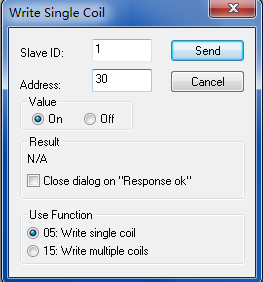 Write Single Coil
Slave ID: 1 Send
Address: 30 Cancel
Value
On Off
Result
N/A
Close dialog on "Response ok"
Use Function
05: Write single coil
15: Write multiple coils